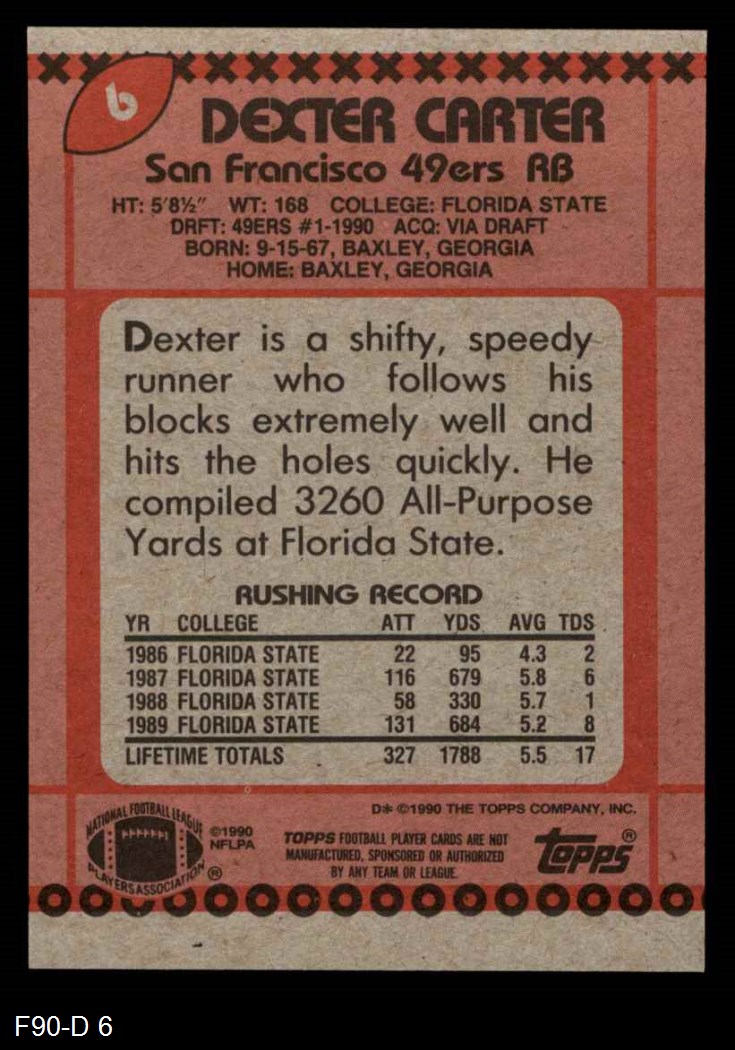 6
DEXTER CARTER
San Francisco 49ers RB
HT: 5'8½" WT: 168 COLLEGE: FLORIDA STATE
DRFT: 49ERS #1-1990 ACQ: VIA DRAFT
BORN: 9-15-67, BAXLEY, GEORGIA
HOME: BAXLEY, GEORGIA
Dexter is a shifty, speedy
runner who follows his
blocks extremely well and
hits the holes quickly. He
compiled 3260 All-Purpose
Yards at Florida State.
RUSHING RECORD
YR COLLEGE ATT YDS AVG TDS
1986 FLORIDA STATE 22 95 4.3 2
1987 FLORIDA STATE 116 679 5.8 6
1988 FLORIDA STATE 58 330 5.7 1
1989 FLORIDA STATE 131 684 5.2 8
LIFETIME TOTALS 327 1788 5.5 17
D* ©1990 THE TOPPS COMPANY, INC.
NATIONAL FOOTBALL LEAGUE
PLAYERS ASSOCIATION ®
©1990
NFLPA
TOPPS FOOTBALL PLAYER CARDS ARE NOT
MANUFACTURED, SPONSORED OR AUTHORIZED
BY ANY TEAM OR LEAGUE.
topps®
F90-D 6